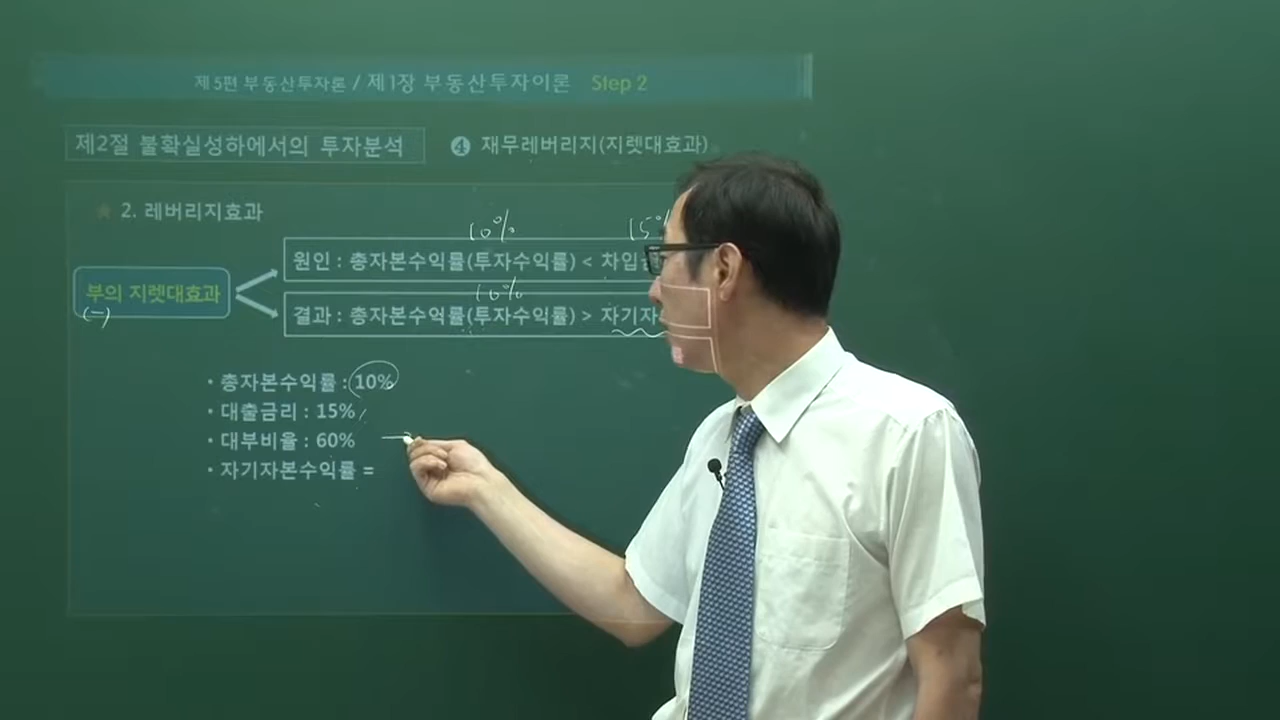 제5편 부동산투자론 / 제1장 부동산투자이론 Step 2
제2절 불확실성하에서의 투자분석 ❹ 재무레버리지(지렛대효과)
2. 레버리지효과
10% 15%
원인 : 총자본수익률(투자수익률) < 차입
부의 지렛대효과
(-)
10%
결과 : 총자본수익률(투자수익률) > 자기자
• 총자본수익률 : 10%
• 대출금리 : 15%
• 대부비율 : 60%
• 자기자본수익률 =